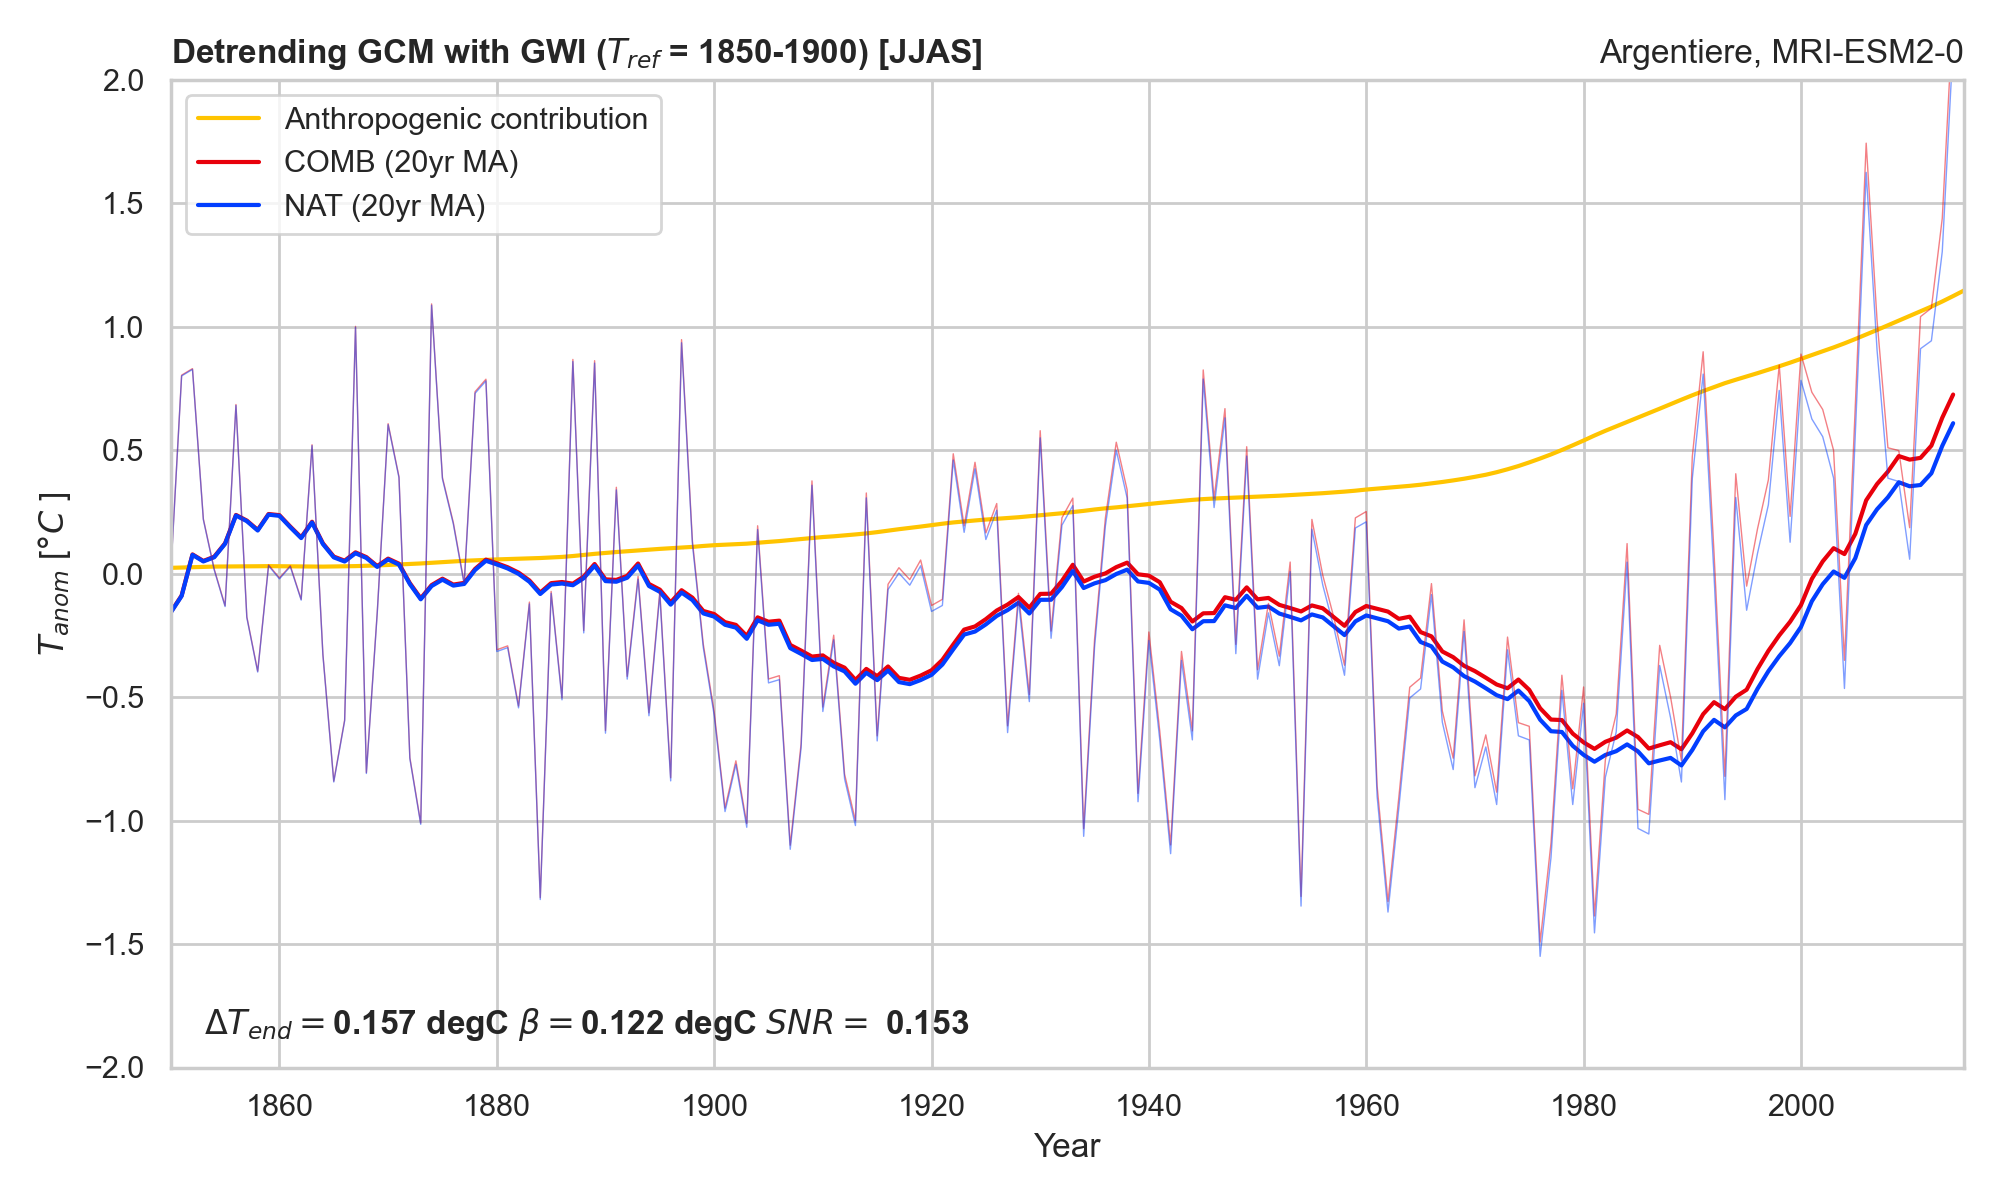 Detrending GCM with GWI (T_ref = 1850-1900) [JJAS]
Argentiere, MRI-ESM2-0
2.0
1.5
1.0
0.5
0.0
−0.5
−1.0
−1.5
−2.0
T_anom [°C]
Anthropogenic contribution
COMB (20yr MA)
NAT (20yr MA)
ΔT_end = 0.157 degC β = 0.122 degC SNR = 0.153
1860 1880 1900 1920 1940 1960 1980 2000
Year